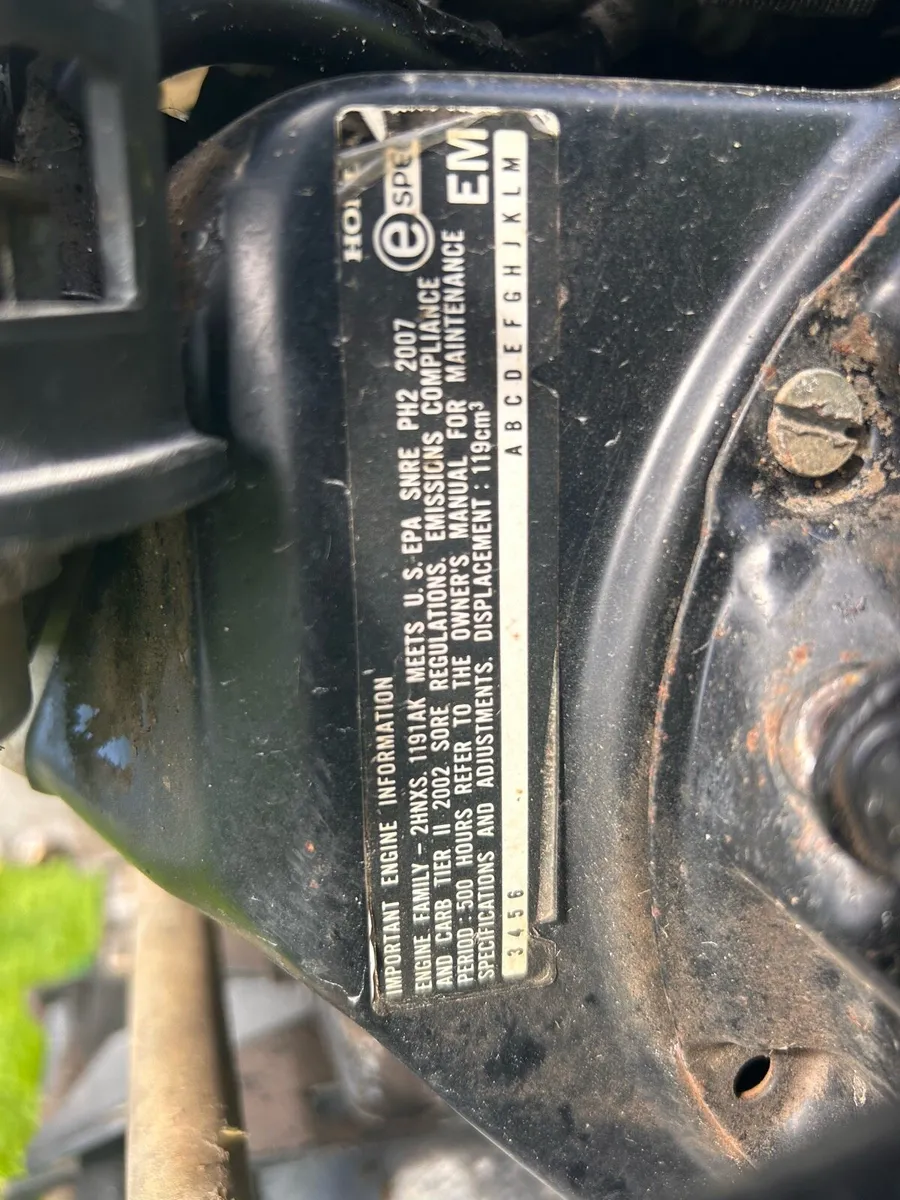 e SPE
EM
IMPORTANT ENGINE INFORMATION
ENGINE FAMILY - 2HNXS. 1191AK MEETS U. S. EPA SNRE PH2 2007
AND CARB TIER II 2002 SORE REGULATIONS. EMISSIONS COMPLIANCE
PERIOD : 500 HOURS REFER TO THE OWNER'S MANUAL FOR MAINTENANCE
SPECIFICATIONS AND ADJUSTMENTS. DISPLACEMENT : 119cm³
3 4 5 6 A B C D E F G H J K L M